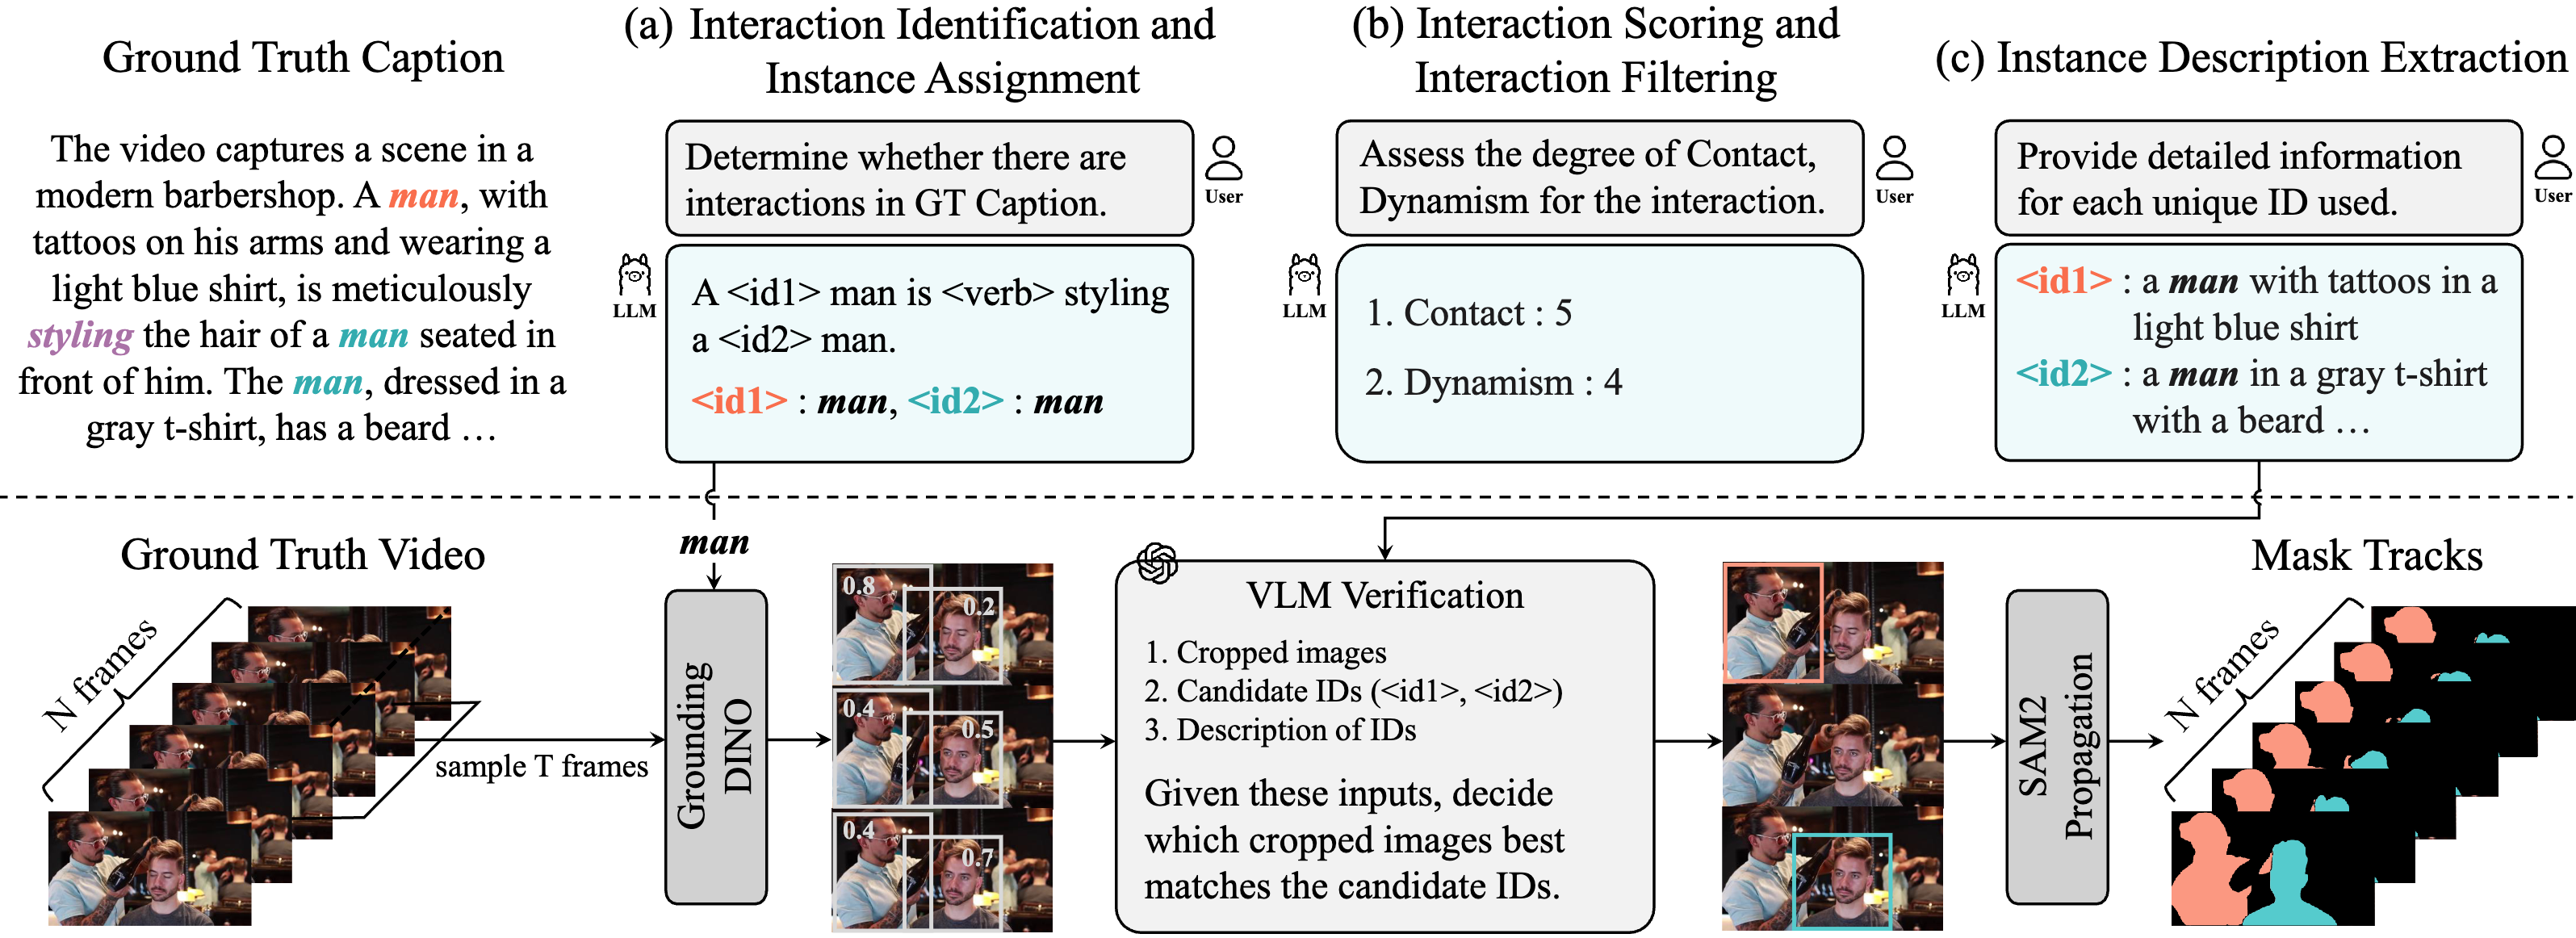 Ground Truth Caption
The video captures a scene in a
modern barbershop. A man, with
tattoos on his arms and wearing a
light blue shirt, is meticulously
styling the hair of a man seated in
front of him. The man, dressed in a
gray t-shirt, has a beard …
(a) Interaction Identification and
Instance Assignment
Determine whether there are
interactions in GT Caption.
User
LLM
A <id1> man is <verb> styling
a <id2> man.
<id1> : man, <id2> : man
(b) Interaction Scoring and
Interaction Filtering
Assess the degree of Contact,
Dynamism for the interaction.
User
LLM
1. Contact : 5
2. Dynamism : 4
(c) Instance Description Extraction
Provide detailed information
for each unique ID used.
User
LLM
<id1> : a man with tattoos in a
light blue shirt
<id2> : a man in a gray t-shirt
with a beard …
Ground Truth Video
N frames
sample T frames
man
Grounding
DINO
0.8
0.2
0.4
0.5
0.4
0.7
VLM Verification
1. Cropped images
2. Candidate IDs (<id1>, <id2>)
3. Description of IDs
Given these inputs, decide
which cropped images best
matches the candidate IDs.
SAM2
Propagation
Mask Tracks
N frames